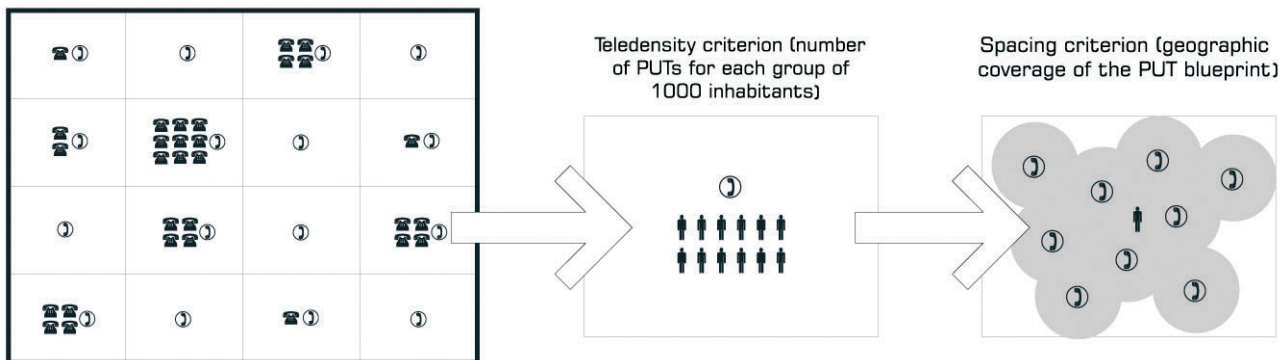 Teledensity criterion (number
of PUTs for each group of
1000 inhabitants)
Spacing criterion (geographic
coverage of the PUT blueprint)